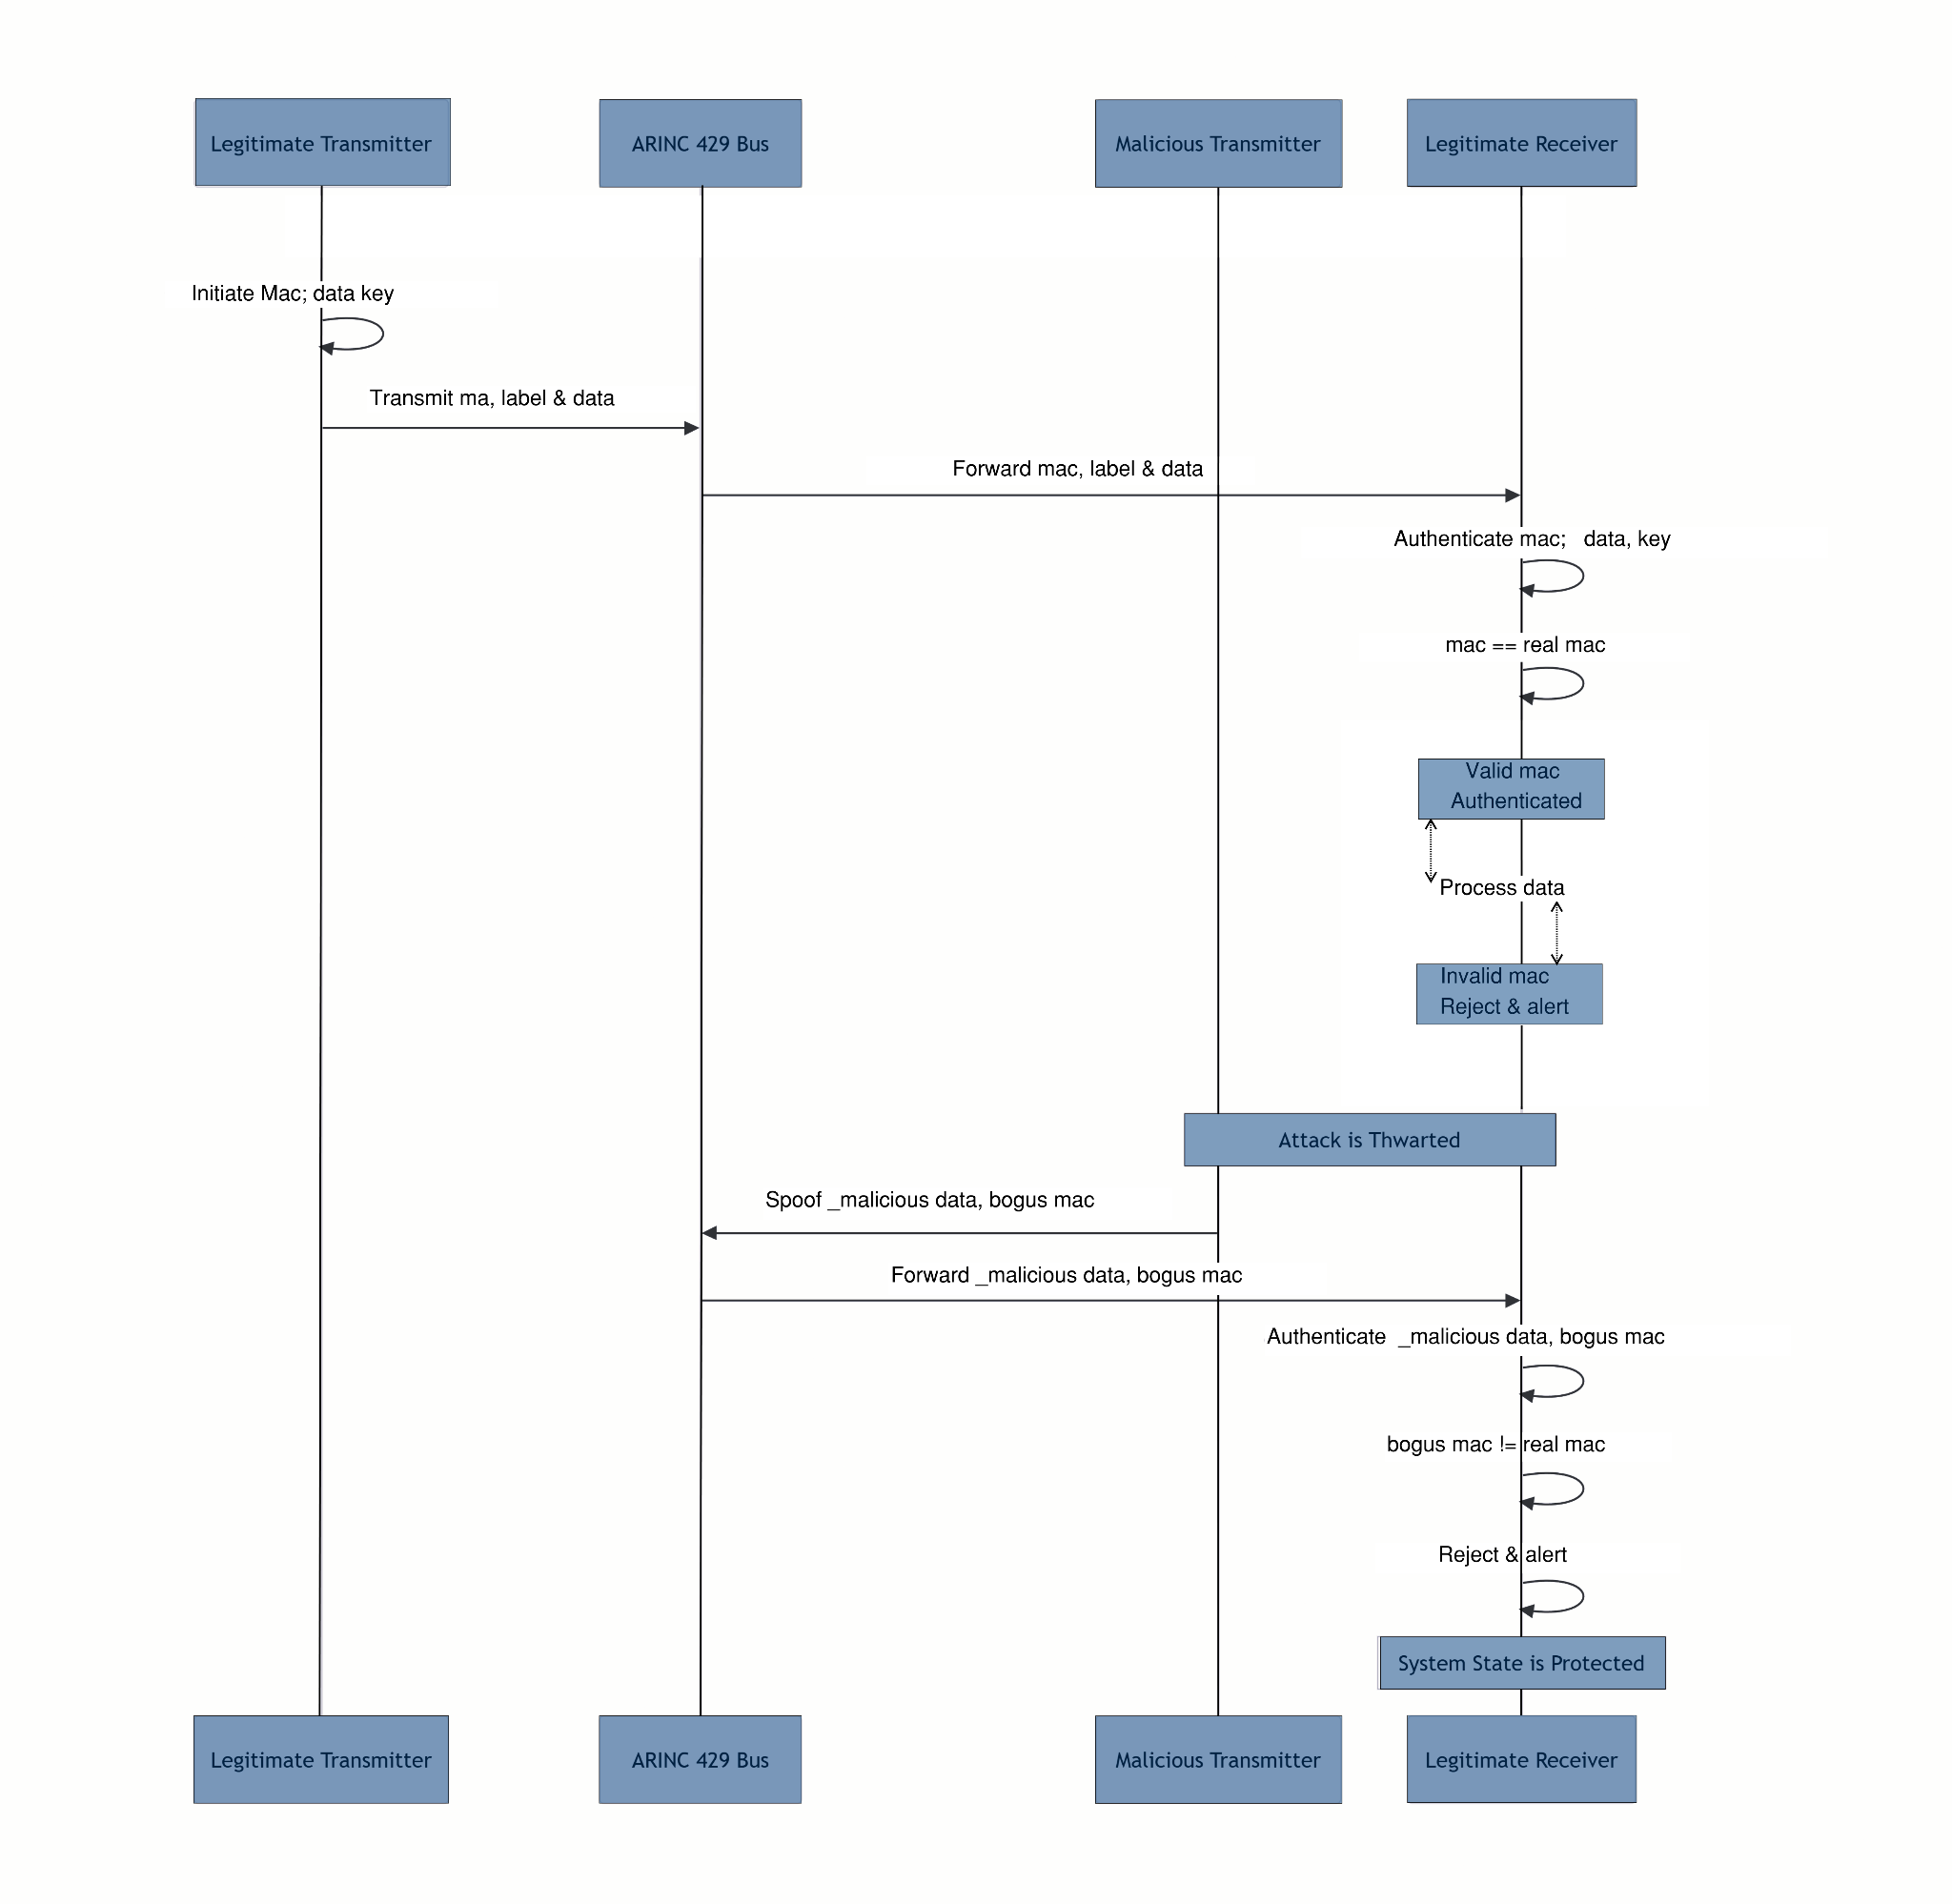 Legitimate Transmitter
ARINC 429 Bus
Malicious Transmitter
Legitimate Receiver
Initiate Mac; data key
Transmit ma, label & data
Forward mac, label & data
Authenticate mac; data, key
mac == real mac
Valid mac
Authenticated
Process data
Invalid mac
Reject & alert
Attack is Thwarted
Spoof _malicious data, bogus mac
Forward _malicious data, bogus mac
Authenticate _malicious data, bogus mac
bogus mac != real mac
Reject & alert
System State is Protected
Legitimate Transmitter
ARINC 429 Bus
Malicious Transmitter
Legitimate Receiver